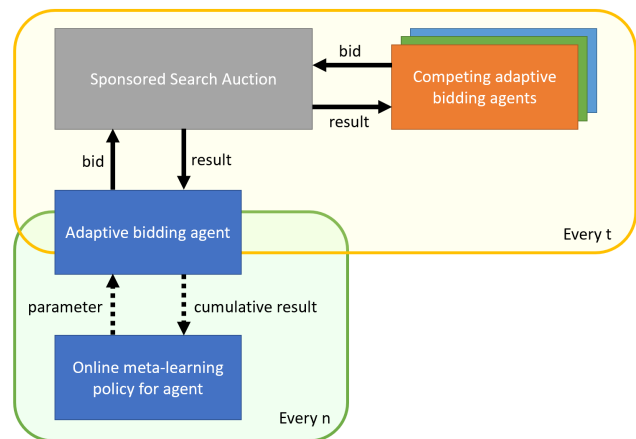 bid
Sponsored Search Auction
Competing adaptive
bidding agents
result
bid
result
Adaptive bidding agent
Every t
parameter
cumulative result
Online meta-learning
policy for agent
Every n